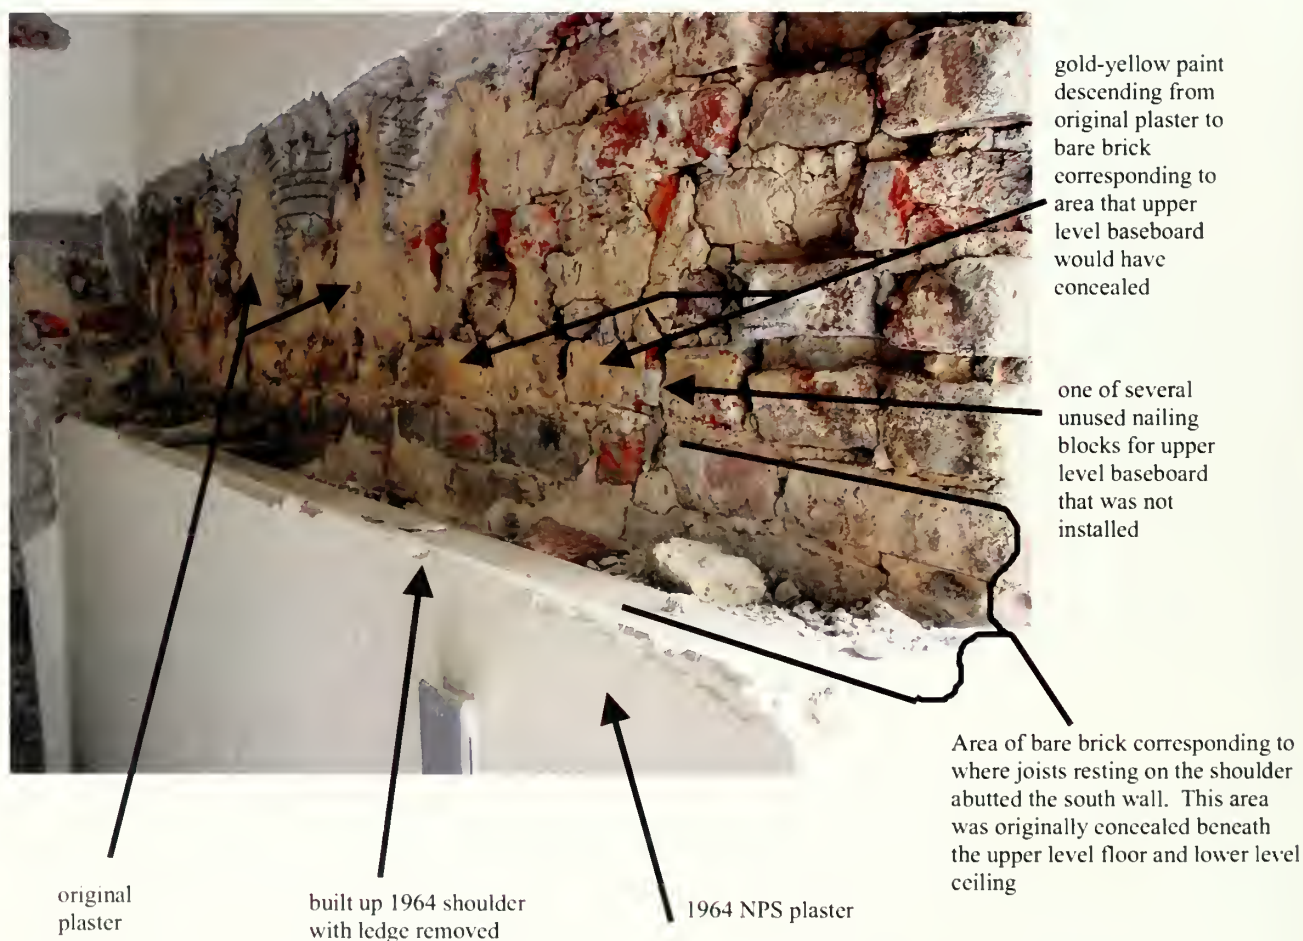 gold-yellow paint
descending from
original plaster to
bare brick
corresponding to
area that upper
level baseboard
would have
concealed
one of several
unused nailing
blocks for upper
level baseboard
that was not
installed
Area of bare brick corresponding to
where joists resting on the shoulder
abutted the south wall. This area
was originally concealed beneath
the upper level floor and lower level
ceiling
original
plaster
built up 1964 shoulder
with ledge removed
1964 NPS plaster